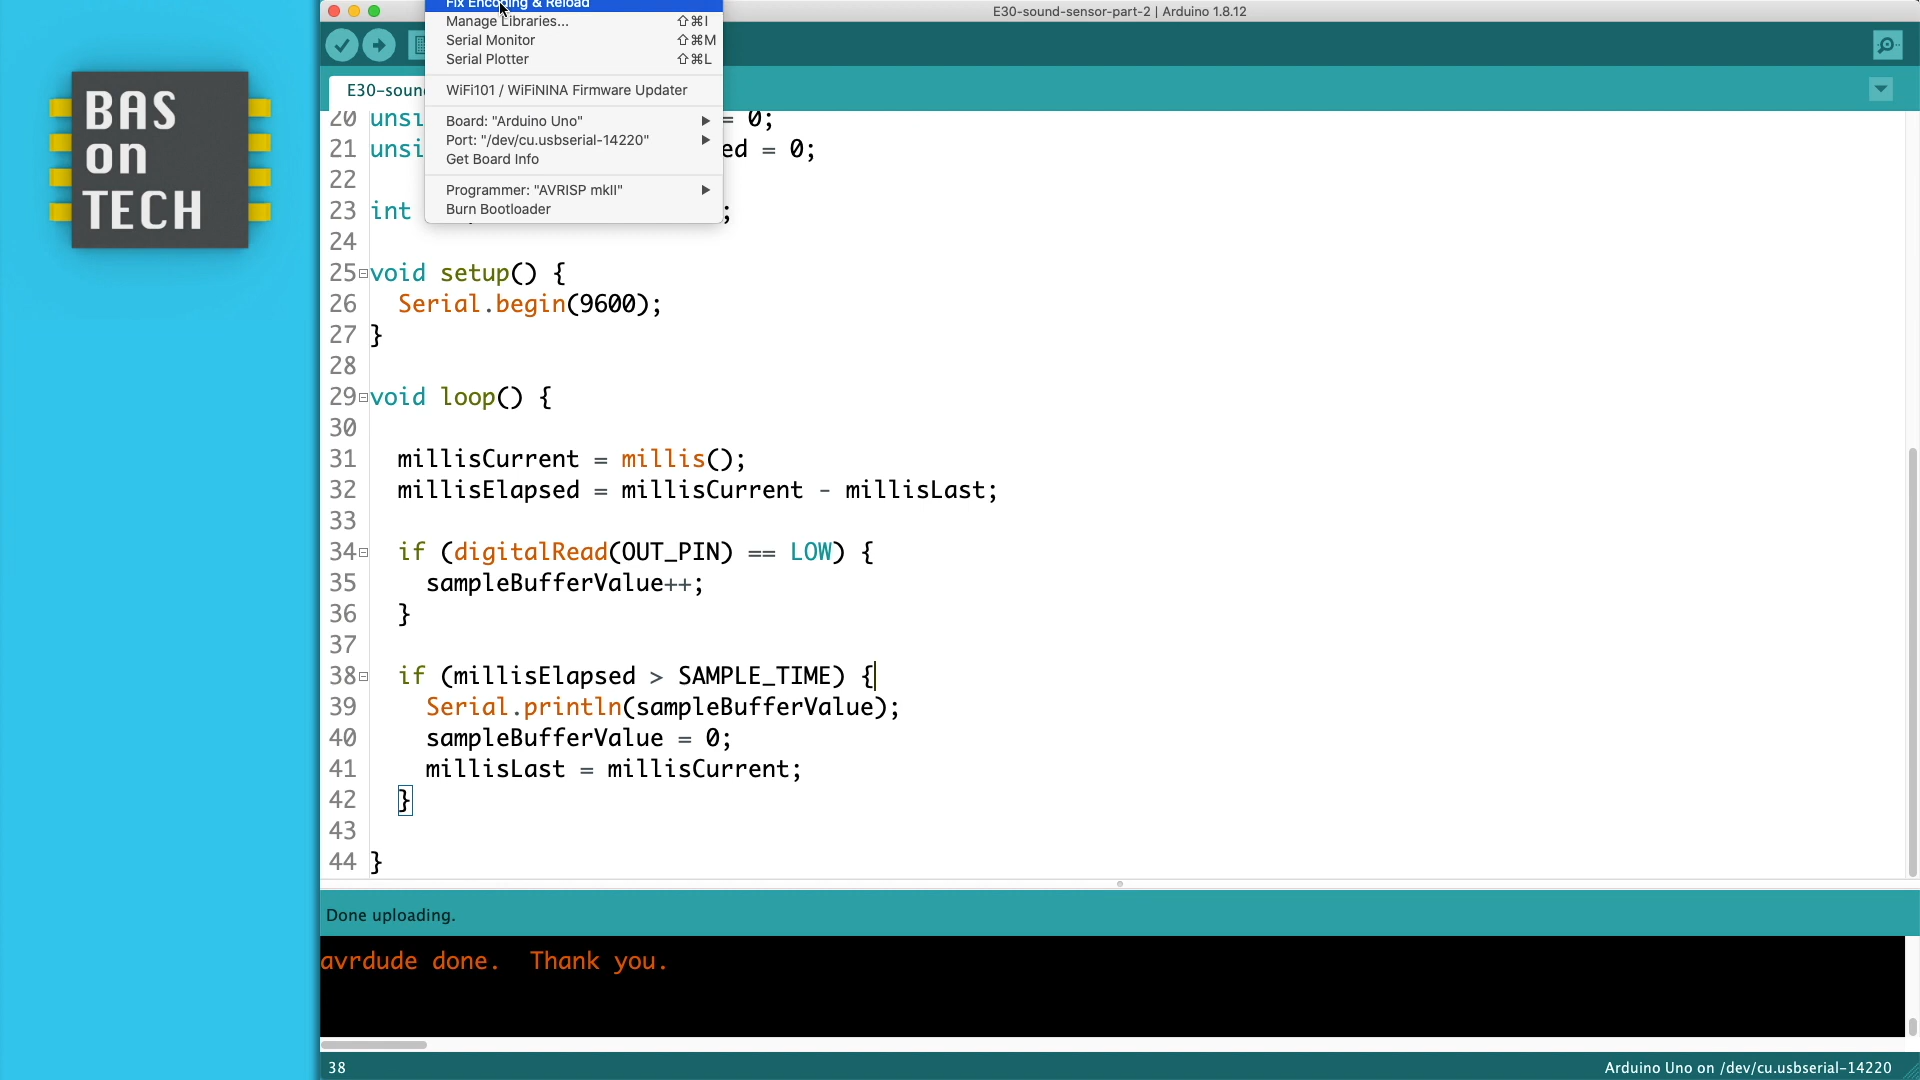 Fix Encoding & Reload
E30-sound-sensor-part-2 | Arduino 1.8.12
Manage Libraries... ⇧⌘I
Serial Monitor ⇧⌘M
Serial Plotter ⇧⌘L
WiFi101 / WiFiNINA Firmware Updater
Board: "Arduino Uno"
Port: "/dev/cu.usbserial-14220"
Get Board Info
Programmer: "AVRISP mkII"
Burn Bootloader
BAS
on
TECH
E30-soun
20 unsi = 0;
21 unsi ed = 0;
22
23 int ;
24
25 void setup() {
26 Serial.begin(9600);
27 }
28
29 void loop() {
30
31 millisCurrent = millis();
32 millisElapsed = millisCurrent - millisLast;
33
34 if (digitalRead(OUT_PIN) == LOW) {
35 sampleBufferValue++;
36 }
37
38 if (millisElapsed > SAMPLE_TIME) {
39 Serial.println(sampleBufferValue);
40 sampleBufferValue = 0;
41 millisLast = millisCurrent;
42 }
43
44 }
Done uploading.
avrdude done. Thank you.
38 Arduino Uno on /dev/cu.usbserial-14220